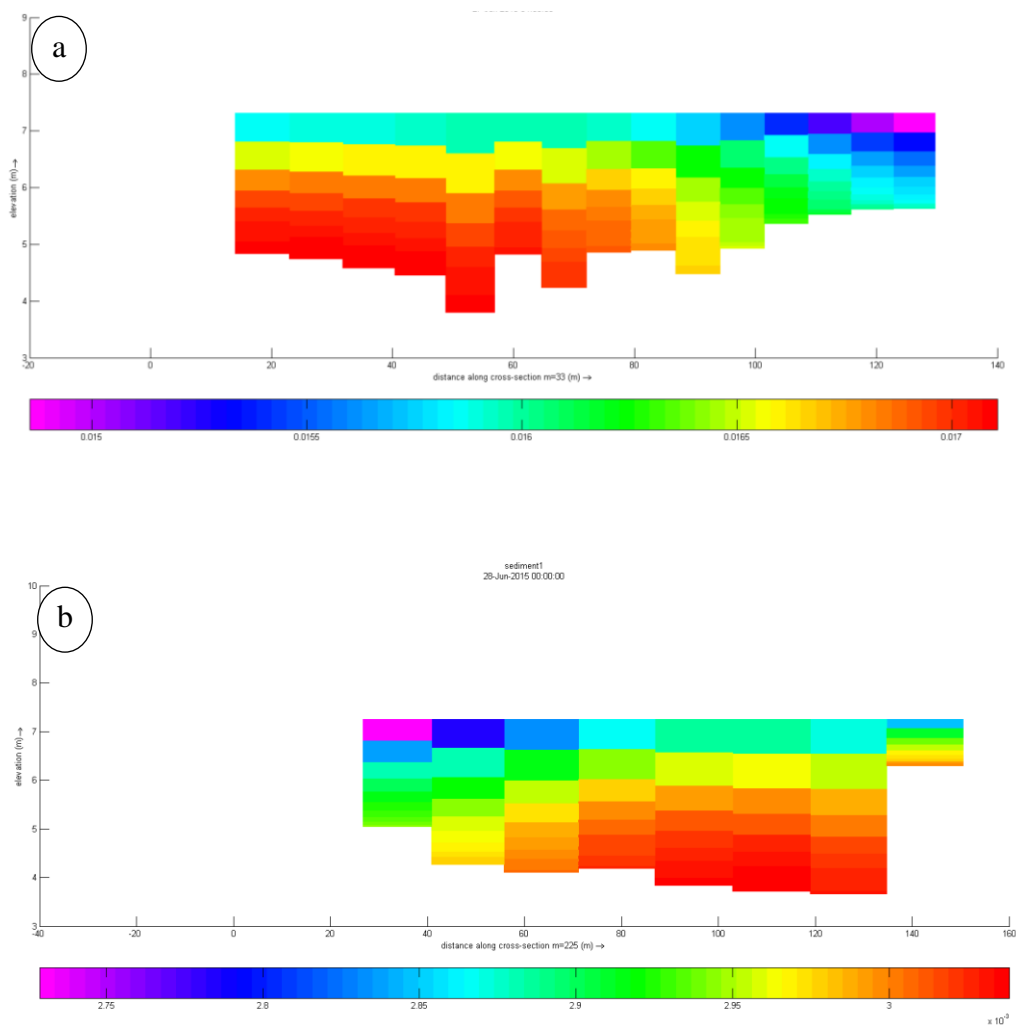 a
9
8
7
6
5
4
3
elevation (m) →
-20 0 20 40 60 80 100 120 140
distance along cross-section m=33 (m) →
0.015 0.0155 0.016 0.0165 0.017
sediment1
28-Jun-2015 00:00:00
b
10
9
8
7
6
5
4
3
elevation (m) →
-40 -20 0 20 40 60 80 100 120 140 160
distance along cross-section m=225 (m) →
2.75 2.8 2.85 2.9 2.95 3
x 10⁻³